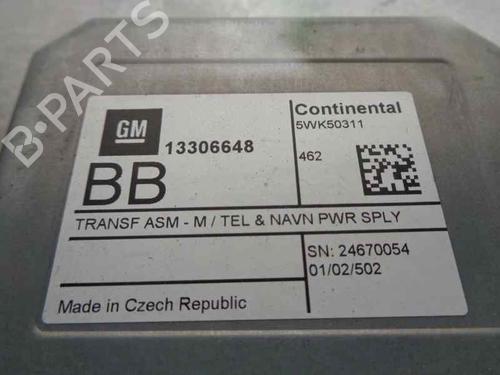 B-PARTS
GM
13306648
BB
Continental
5WK50311
462
TRANSF ASM - M / TEL & NAVN PWR SPLY
SN: 24670054
01/02/502
Made in Czech Republic